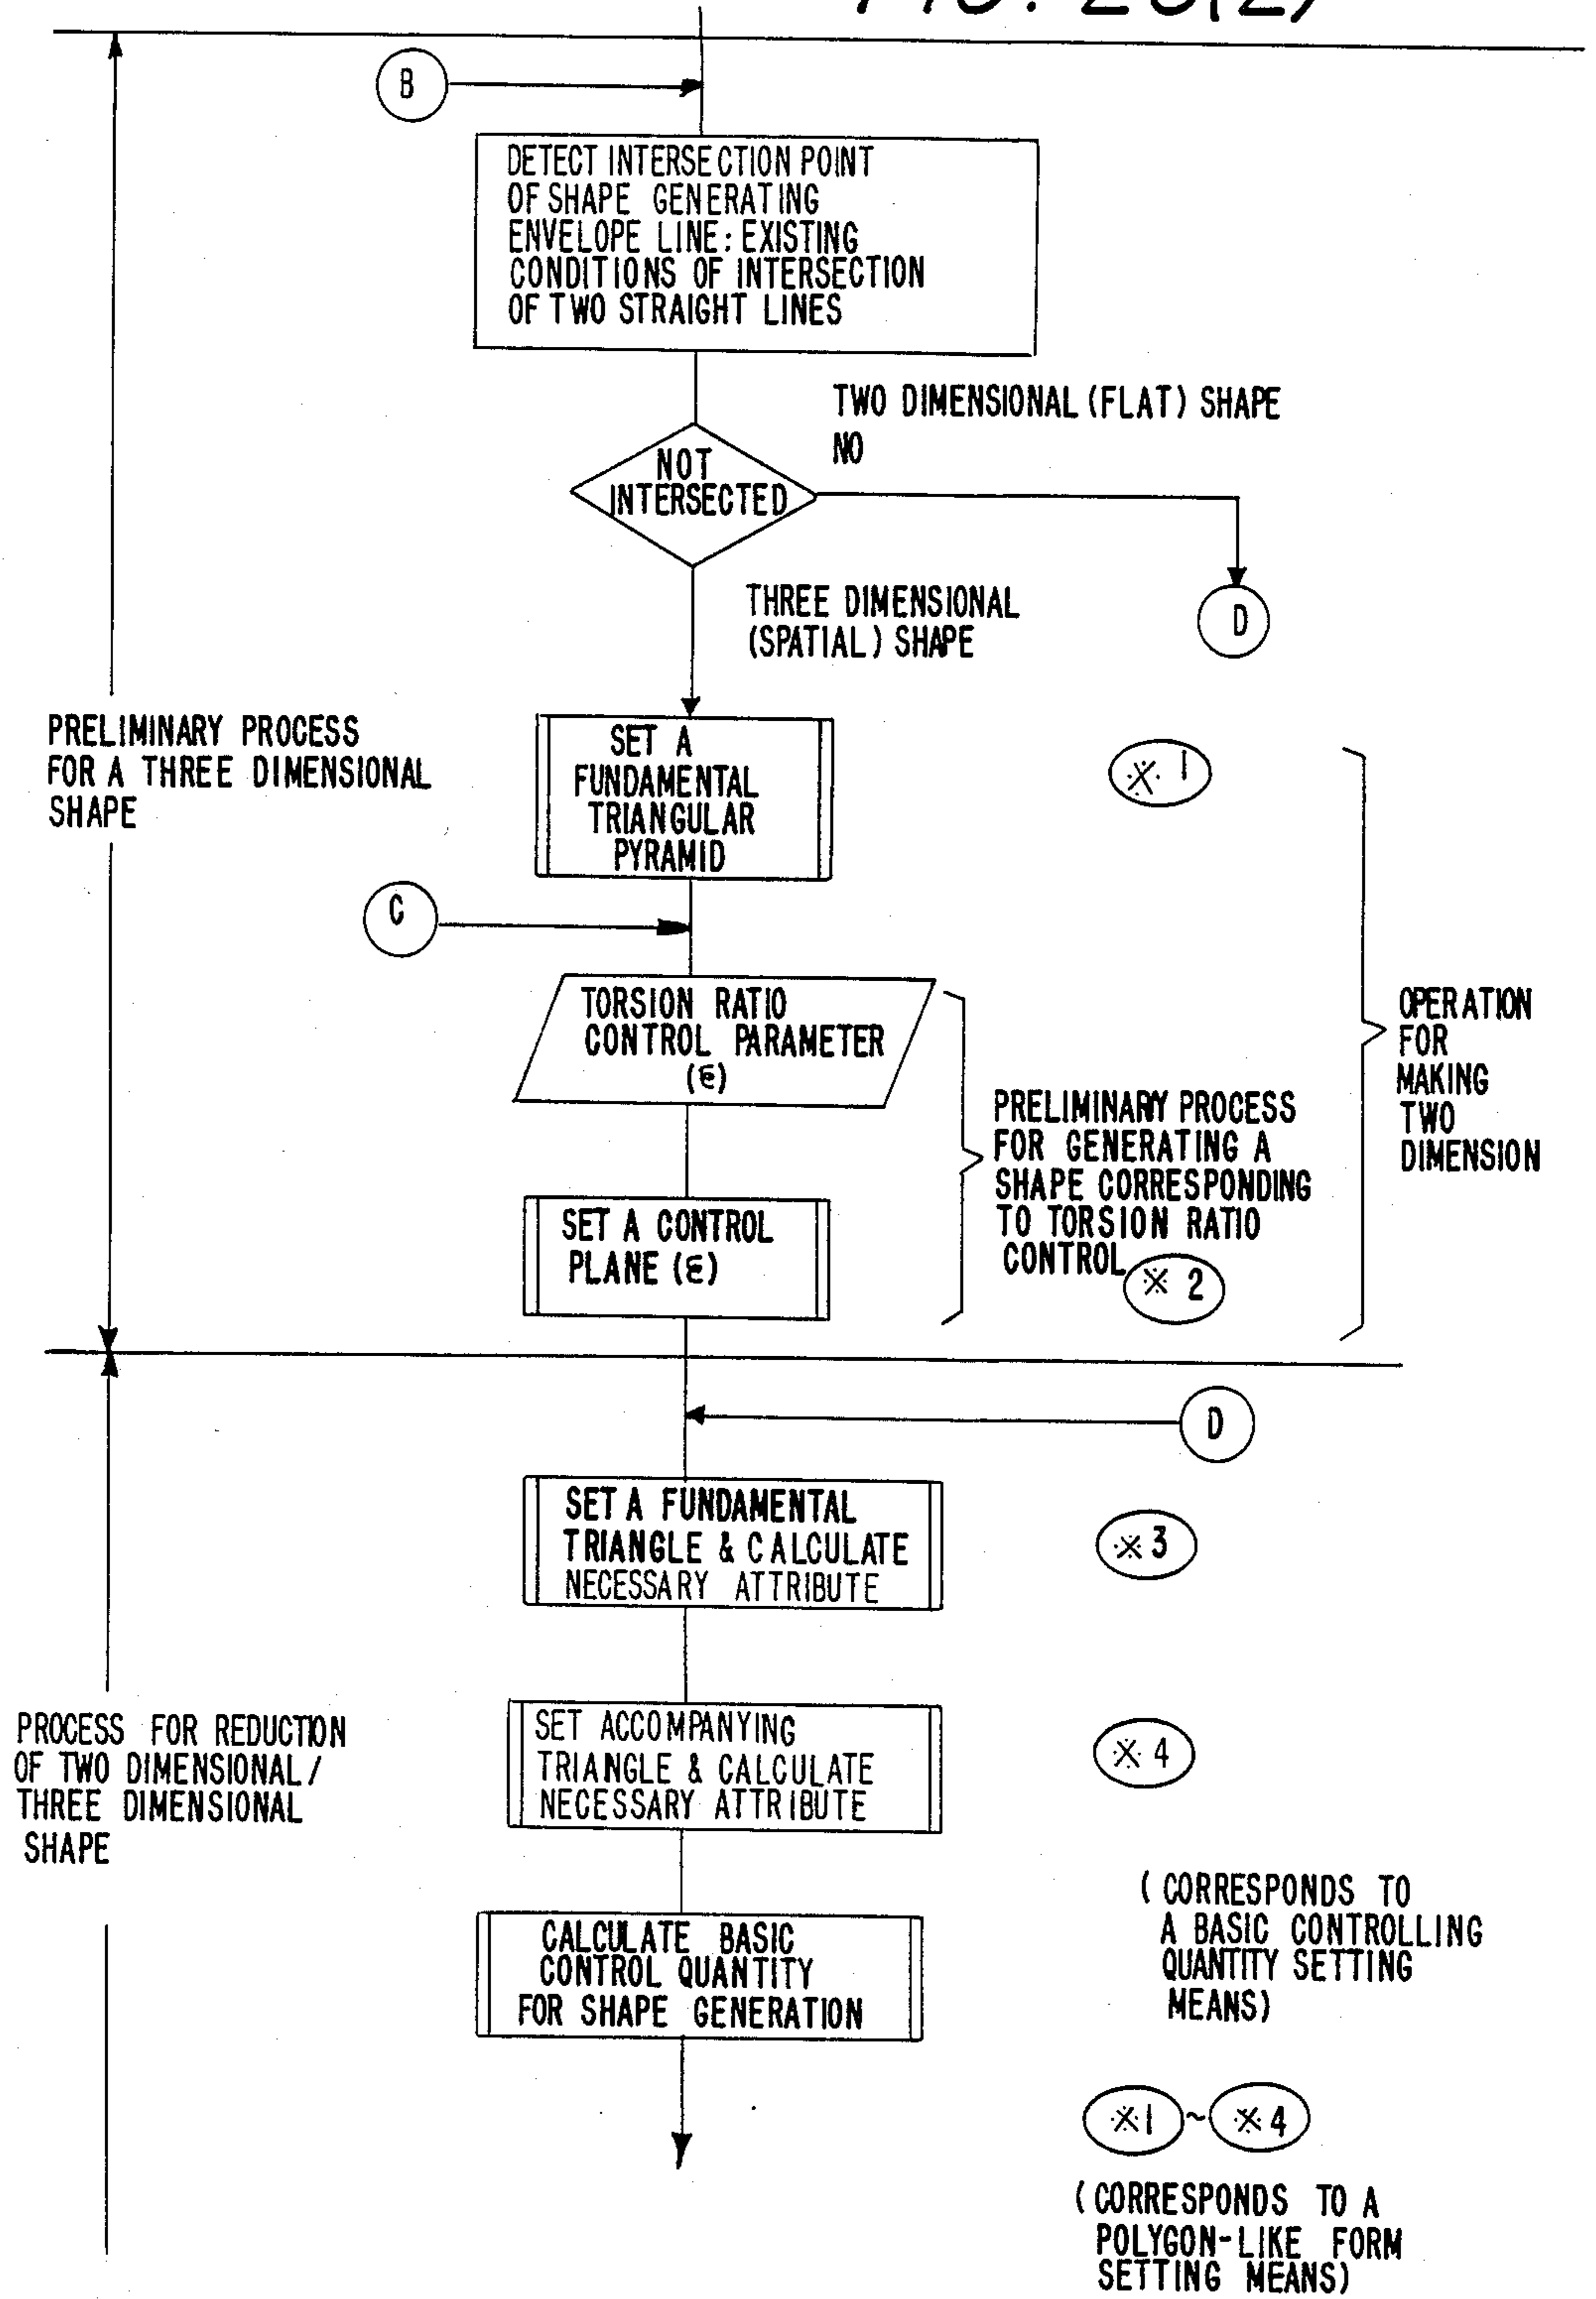 FIG. 26(2)
B
DETECT INTERSECTION POINT
OF SHAPE GENERATING
ENVELOPE LINE: EXISTING
CONDITIONS OF INTERSECTION
OF TWO STRAIGHT LINES
TWO DIMENSIONAL (FLAT) SHAPE
NO
NOT
INTERSECTED
D
THREE DIMENSIONAL
(SPATIAL) SHAPE
PRELIMINARY PROCESS
FOR A THREE DIMENSIONAL
SHAPE
SET A
FUNDAMENTAL
TRIANGULAR
PYRAMID
※1
C
TORSION RATIO
CONTROL PARAMETER
(ε)
OPERATION
FOR
MAKING
TWO
DIMENSION
PRELIMINARY PROCESS
FOR GENERATING A
SHAPE CORRESPONDING
TO TORSION RATIO
CONTROL
※2
SET A CONTROL
PLANE (ε)
D
SET A FUNDAMENTAL
TRIANGLE & CALCULATE
NECESSARY ATTRIBUTE
※3
PROCESS FOR REDUCTION
OF TWO DIMENSIONAL/
THREE DIMENSIONAL
SHAPE
SET ACCOMPANYING
TRIANGLE & CALCULATE
NECESSARY ATTRIBUTE
※4
CALCULATE BASIC
CONTROL QUANTITY
FOR SHAPE GENERATION
(CORRESPONDS TO
A BASIC CONTROLLING
QUANTITY SETTING
MEANS)
※1~※4
(CORRESPONDS TO A
POLYGON-LIKE FORM
SETTING MEANS)